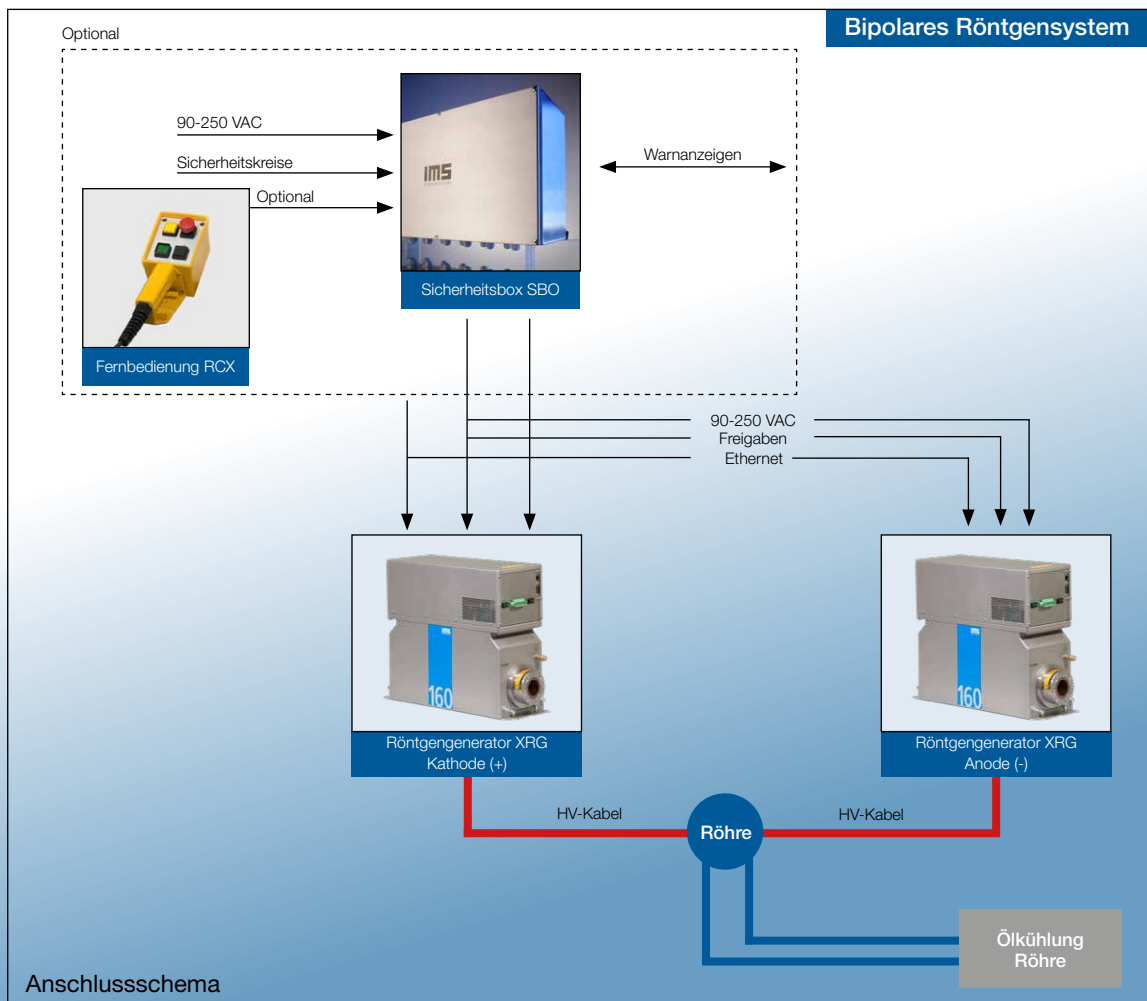 Bipolares Röntgensystem
Optional
90-250 VAC
Sicherheitskreise
Optional
IMS
Warnanzeigen
Sicherheitsbox SBO
Fernbedienung RCX
90-250 VAC
Freigaben
Ethernet
160
160
Röntgengenerator XRG
Kathode (+)
Röntgengenerator XRG
Anode (-)
HV-Kabel
Röhre
HV-Kabel
Ölkühlung
Röhre
Anschlussschema